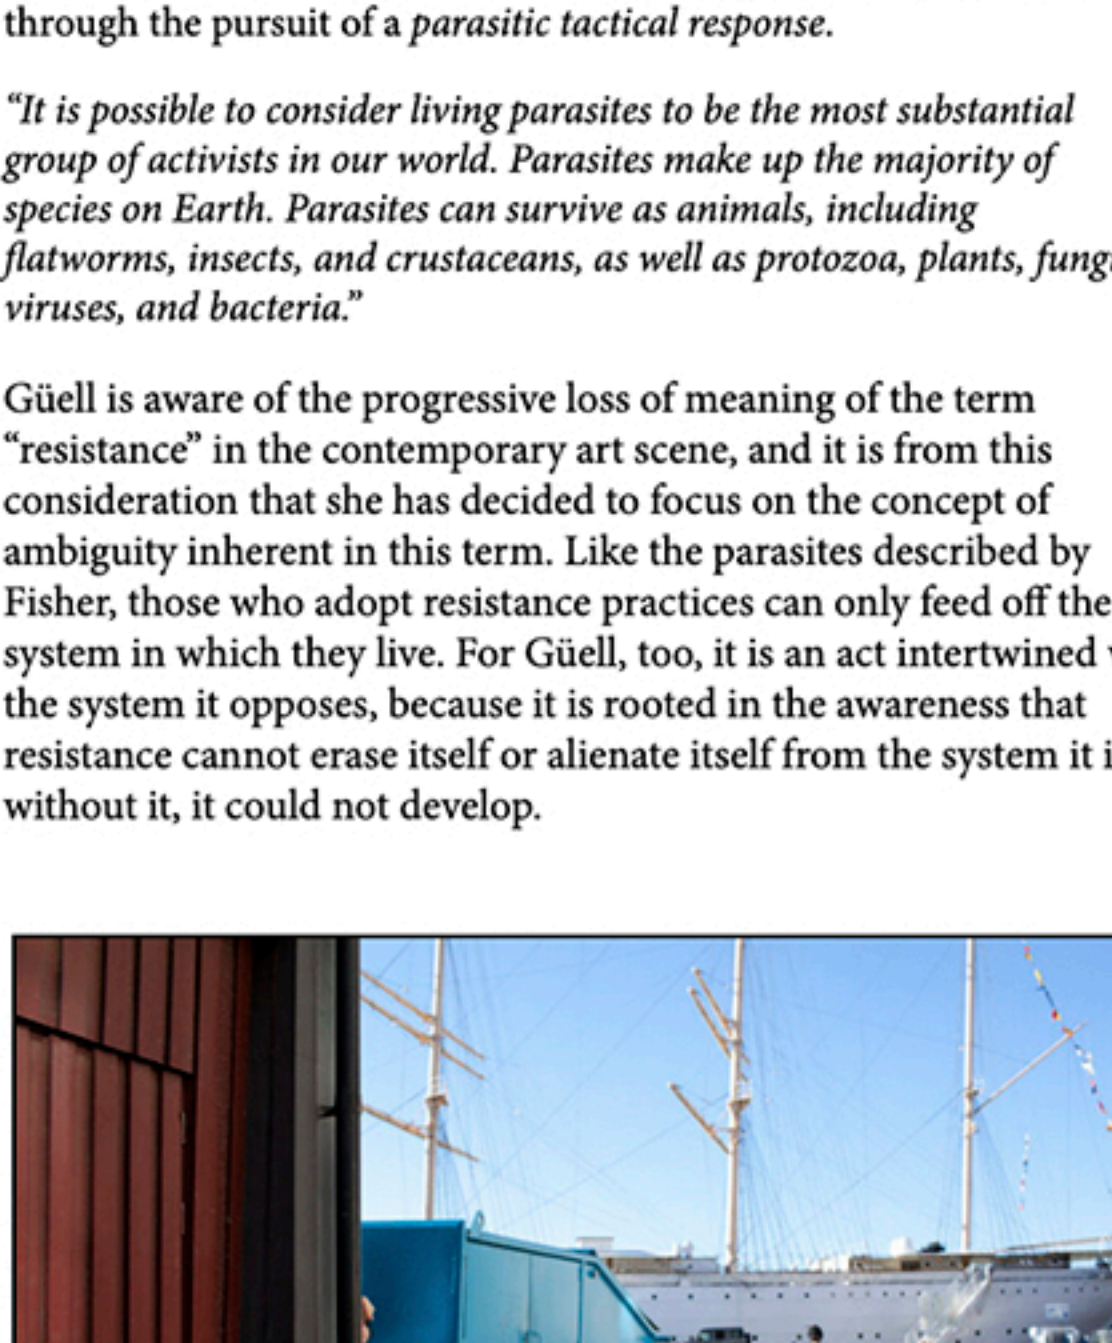 through the pursuit of a parasitic tactical response.
“It is possible to consider living parasites to be the most substantial
group of activists in our world. Parasites make up the majority of
species on Earth. Parasites can survive as animals, including
flatworms, insects, and crustaceans, as well as protozoa, plants, fungi
viruses, and bacteria.”
Güell is aware of the progressive loss of meaning of the term
“resistance” in the contemporary art scene, and it is from this
consideration that she has decided to focus on the concept of
ambiguity inherent in this term. Like the parasites described by
Fisher, those who adopt resistance practices can only feed off the
system in which they live. For Güell, too, it is an act intertwined
the system it opposes, because it is rooted in the awareness that
resistance cannot erase itself or alienate itself from the system it
without it, it could not develop.